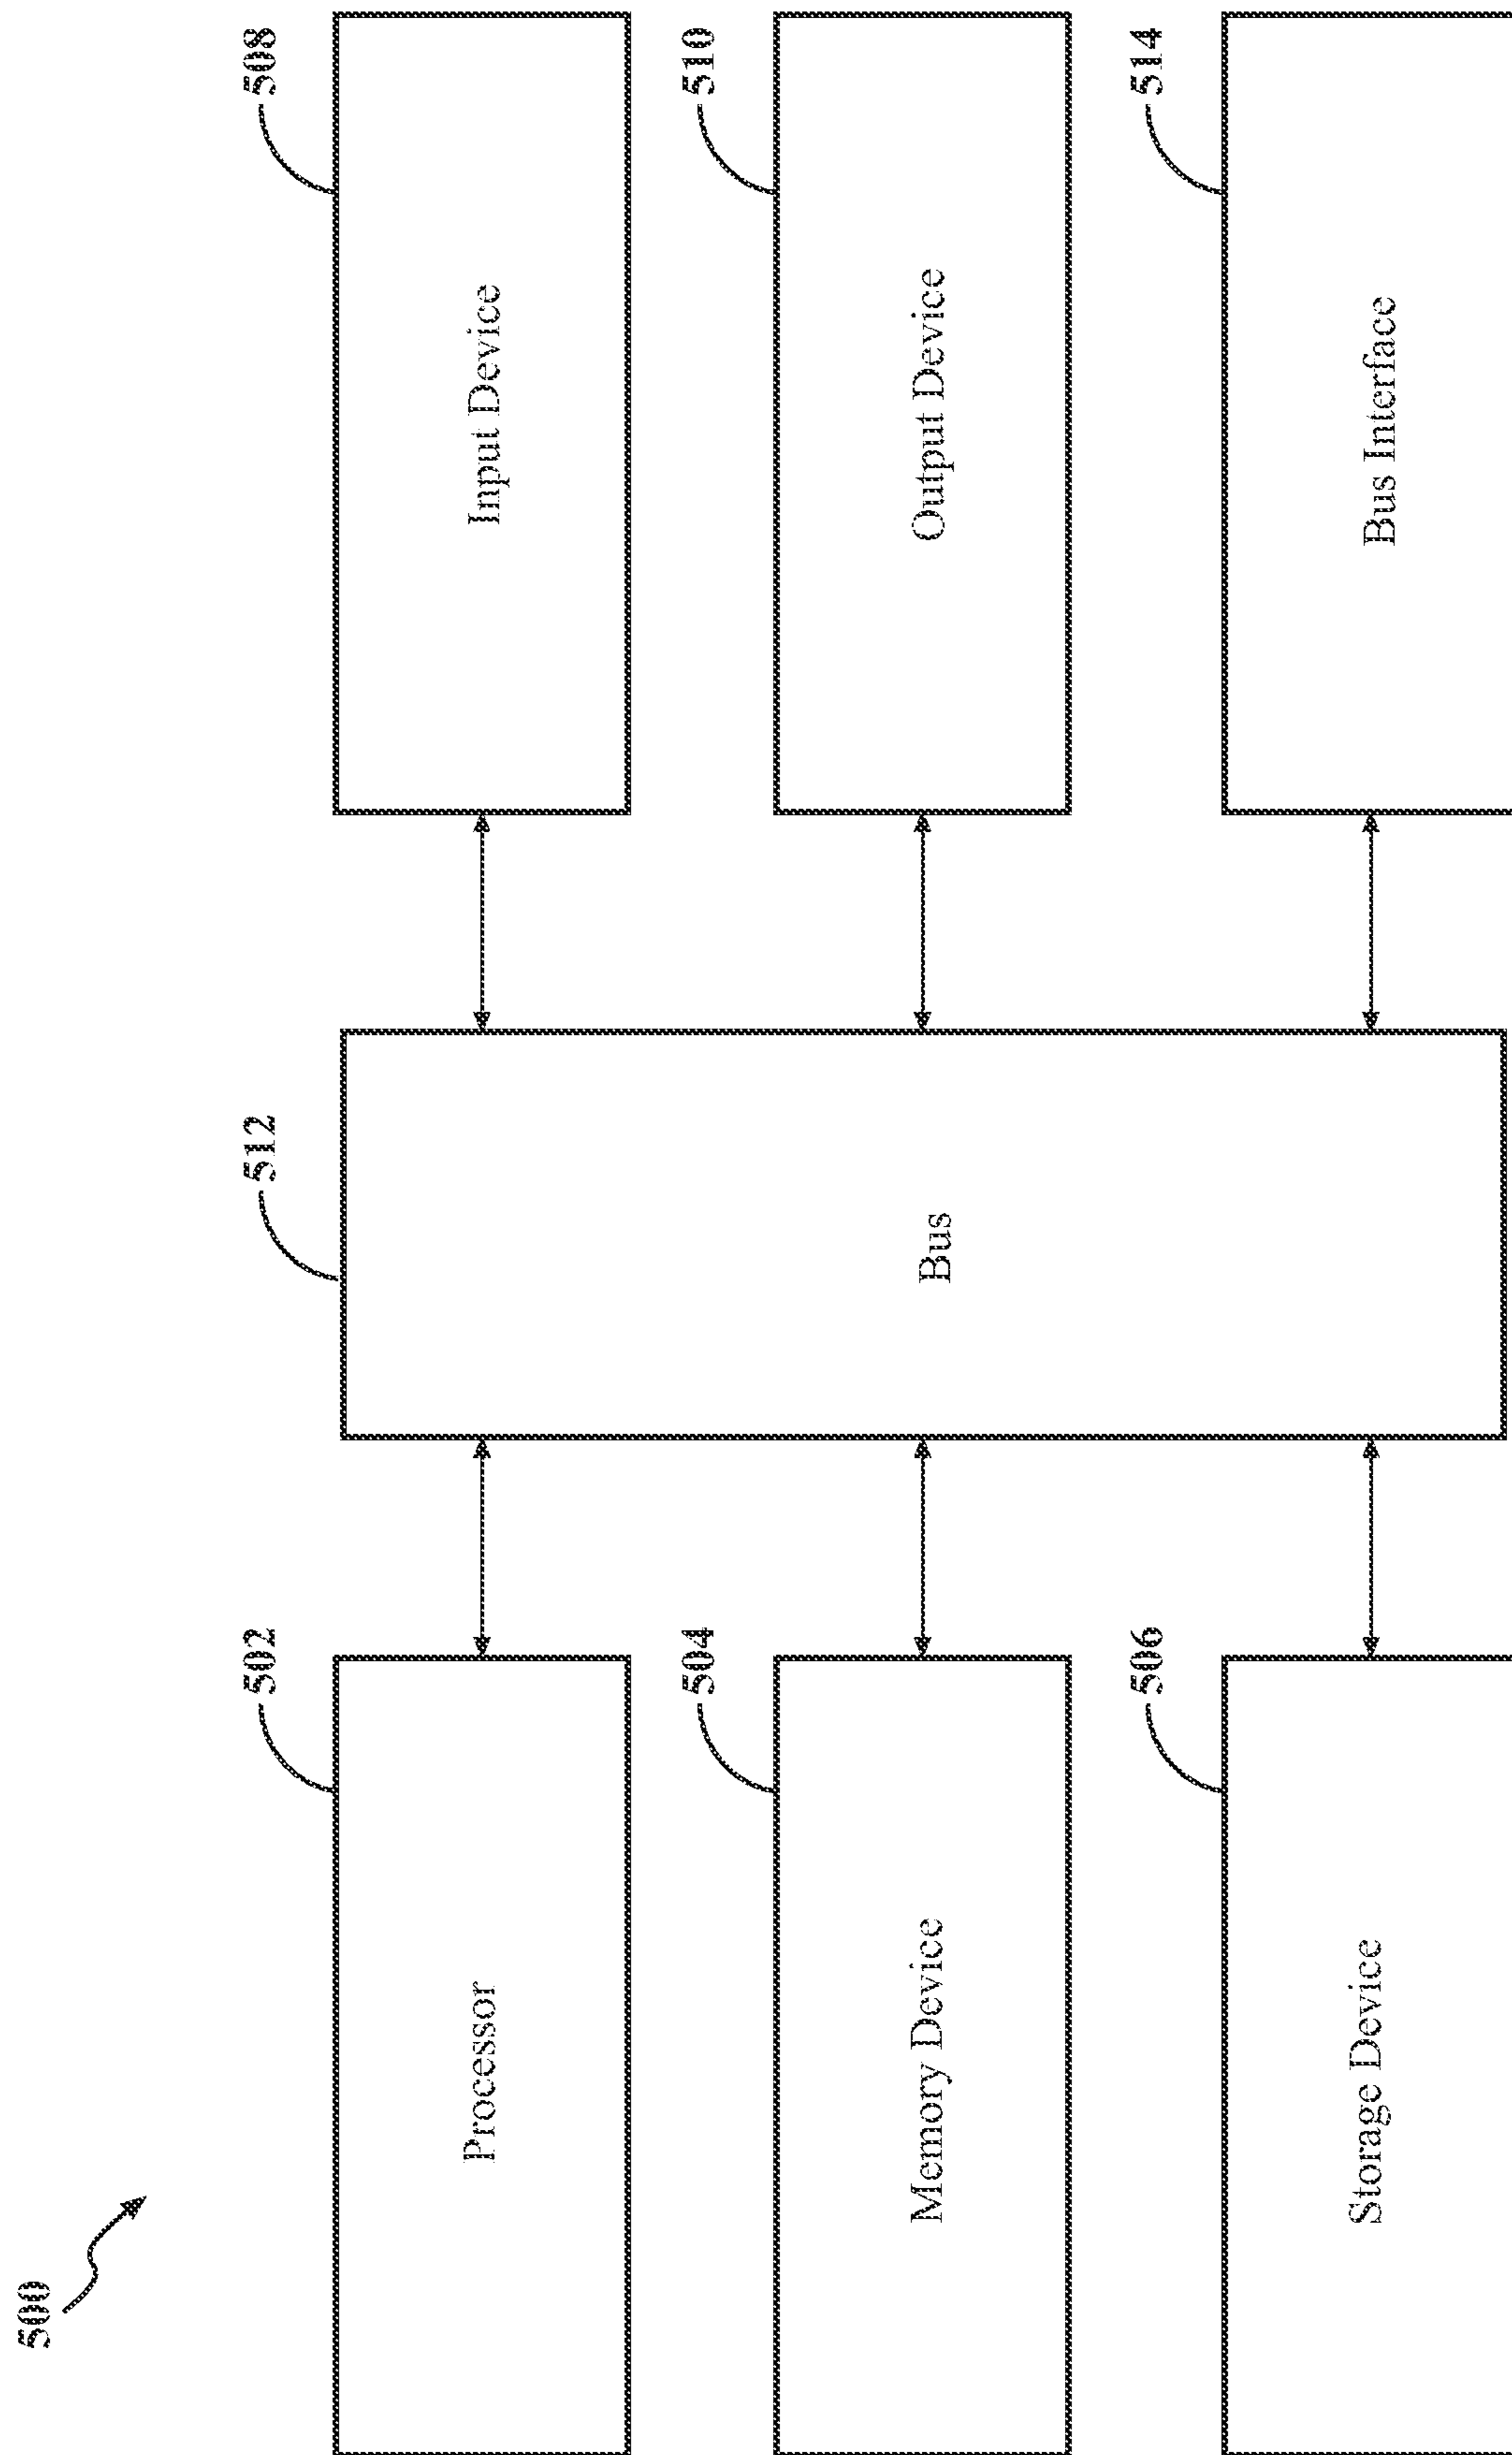 500
502
Processor
504
Memory Device
506
Storage Device
512
Bus
508
Input Device
510
Output Device
514
Bus Interface